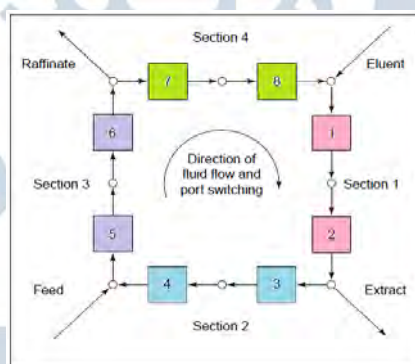 Section 4
Raffinate
Eluent
7
8
6
1
Direction of
fluid flow and
port switching
Section 3
Section 1
5
2
Feed
4
3
Extract
Section 2